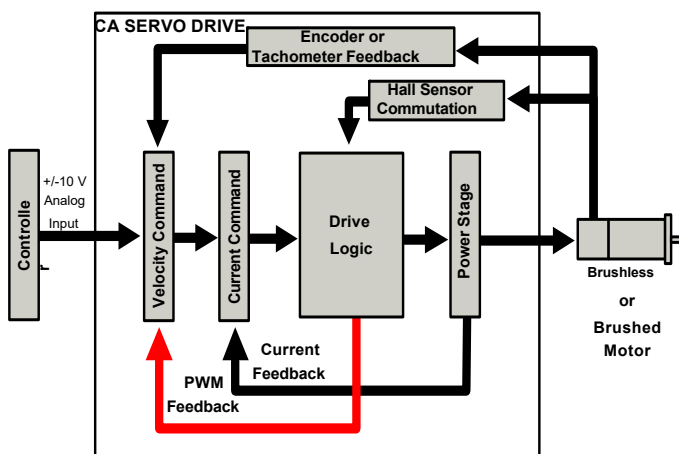 CA SERVO DRIVE
Encoder or
Tachometer Feedback
Hall Sensor
Commutation
Controlle
r
+/-10 V
Analog
Input
Velocity Command
Current Command
Drive
Logic
Power Stage
Brushless
or
Brushed
Motor
Current
Feedback
PWM
Feedback